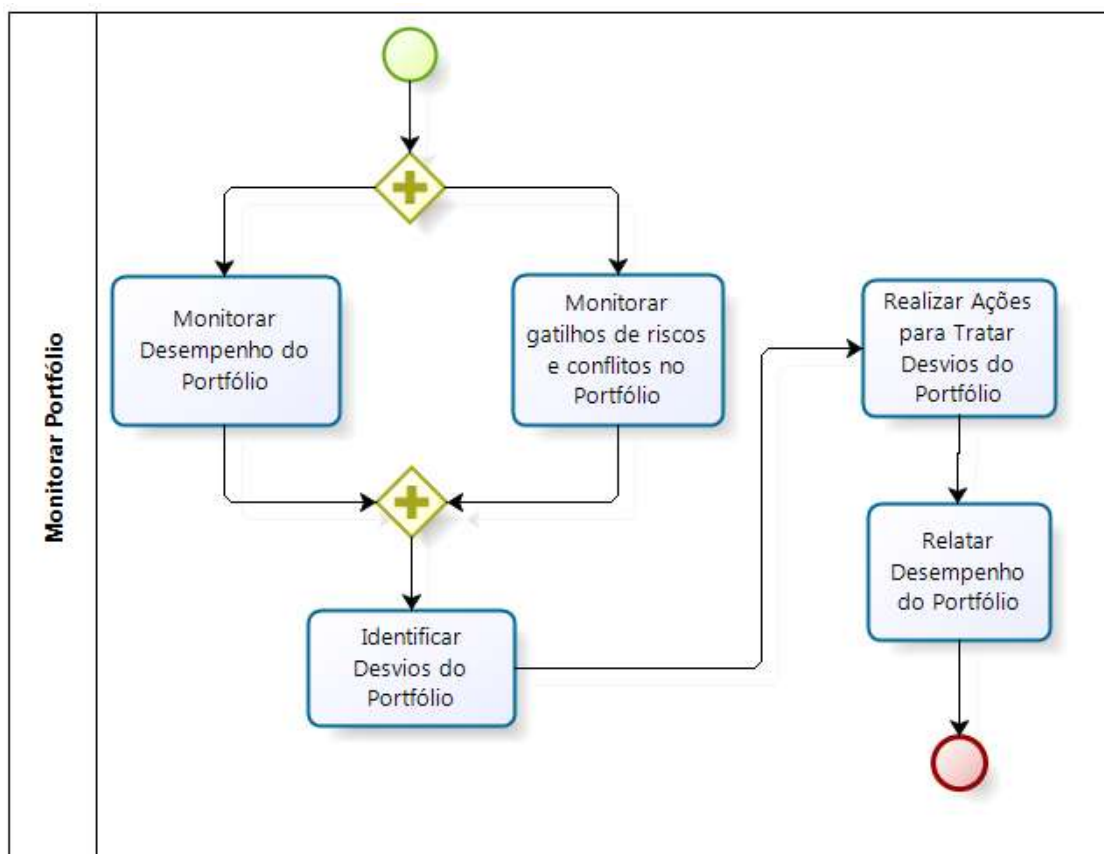 Monitorar Portfólio
Monitorar
Desempenho do
Portfólio
Monitorar
gatilhos de riscos
e conflitos no
Portfólio
Realizar Ações
para Tratar
Desvios do
Portfólio
Identificar
Desvios do
Portfólio
Relatar
Desempenho
do Portfólio